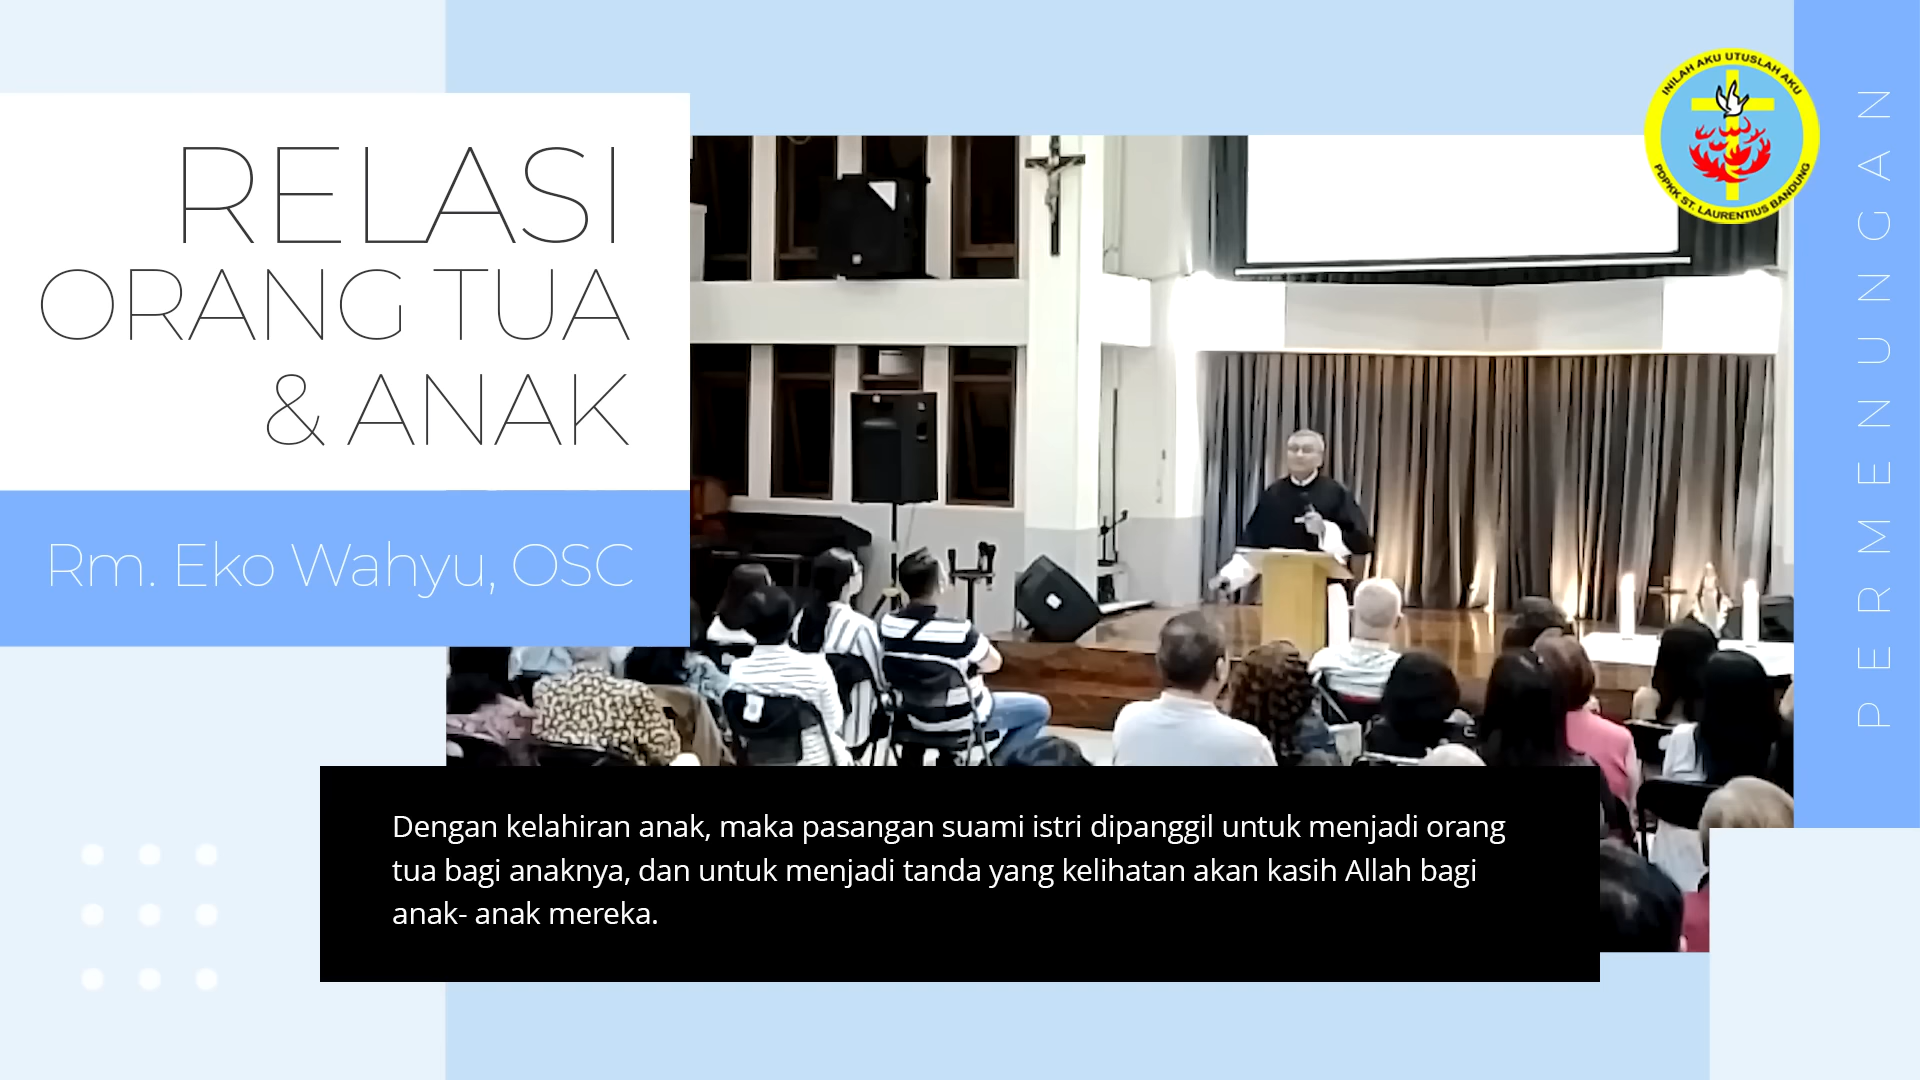 RELASI
ORANG TUA
& ANAK
Rm. Eko Wahyu, OSC
INILAH AKU UTUSLAH AKU
PDPKK ST. LAURENTIUS BANDUNG
PERMENUNGAN
Dengan kelahiran anak, maka pasangan suami istri dipanggil untuk menjadi orang
tua bagi anaknya, dan untuk menjadi tanda yang kelihatan akan kasih Allah bagi
anak- anak mereka.